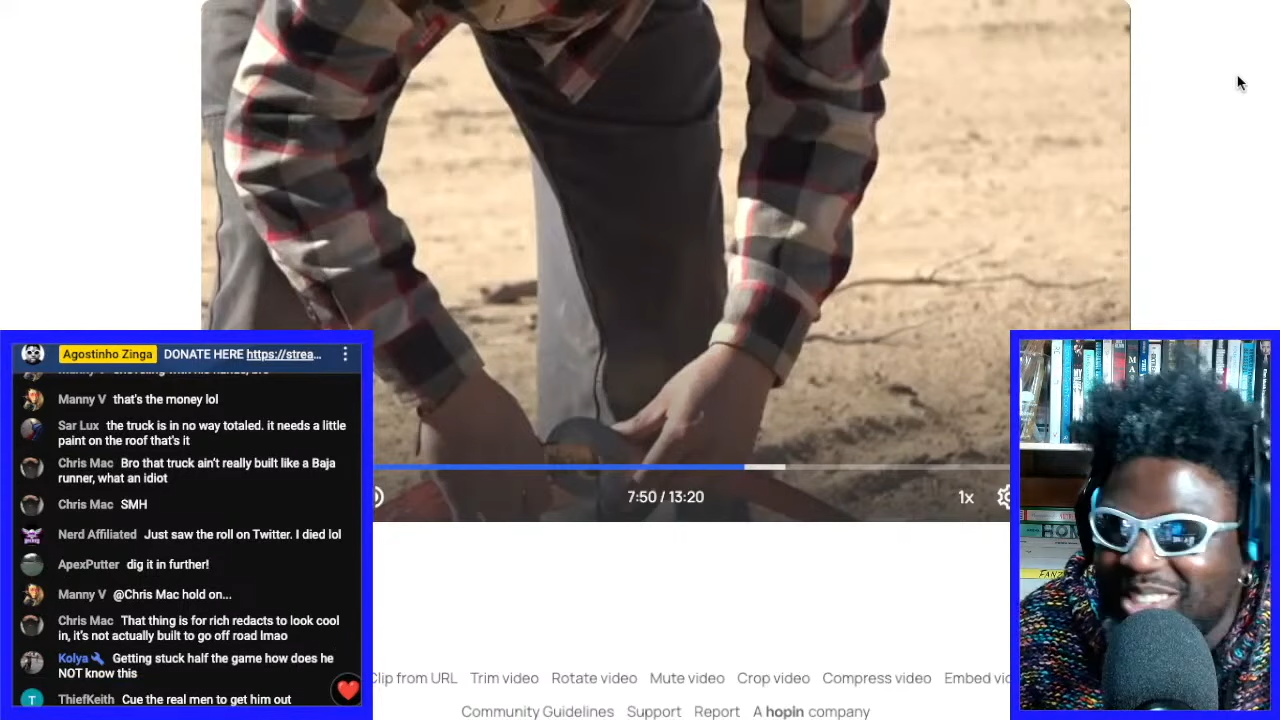 Agostinho Zinga DONATE HERE https://strea...
Manny V that's the money lol
Sar Lux the truck is in no way totaled. it needs a little
paint on the roof that's it
Chris Mac Bro that truck ain't really built like a Baja
runner, what an idiot
Chris Mac SMH
Nerd Affiliated Just saw the roll on Twitter. I died lol
ApexPutter dig it in further!
Manny V @Chris Mac hold on...
Chris Mac That thing is for rich redacts to look cool
in, it's not actually built to go off road lmao
Kolya Getting stuck half the game how does he
NOT know this
T
ThiefKeith Cue the real men to get him out
7:50 / 13:20
1x
Clip from URL Trim video Rotate video Mute video Crop video Compress video Embed
Community Guidelines Support Report A hopin company